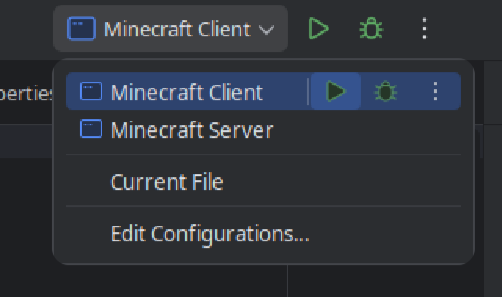 Minecraft Client
perties
Minecraft Client
Minecraft Server
Current File
Edit Configurations...